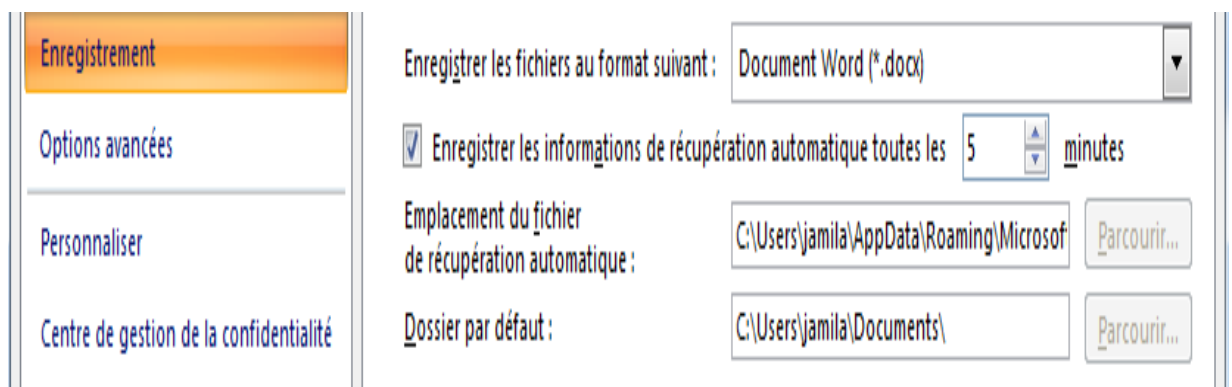 Enregistrement
Options avancées
Personnaliser
Centre de gestion de la confidentialité
Enregistrer les fichiers au format suivant : Document Word (*.docx)
Enregistrer les informations de récupération automatique toutes les 5 minutes
Emplacement du fichier
de récupération automatique : C:\Users\jamila\AppData\Roaming\Microsof Parcourir...
Dossier par défaut : C:\Users\jamila\Documents\ Parcourir...